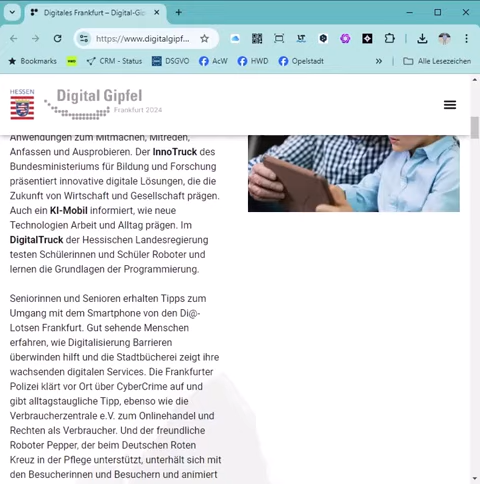 Digitales Frankfurt – Digital-Gip
https://www.digitalgipf...
Bookmarks
CRM - Status
DSGVO
AcW
HWD
Opelstadt
»
Alle Lesezeichen
HESSEN
Digital Gipfel
Frankfurt 2024
Anwendungen zum Mitmachen, Mitreden,
Anfassen und Ausprobieren. Der InnoTruck des
Bundesministeriums für Bildung und Forschung
präsentiert innovative digitale Lösungen, die die
Zukunft von Wirtschaft und Gesellschaft prägen.
Auch ein KI-Mobil informiert, wie neue
Technologien Arbeit und Alltag prägen. Im
DigitalTruck der Hessischen Landesregierung
testen Schülerinnen und Schüler Roboter und
lernen die Grundlagen der Programmierung.
Seniorinnen und Senioren erhalten Tipps zum
Umgang mit dem Smartphone von den Di@-
Lotsen Frankfurt. Gut sehende Menschen
erfahren, wie Digitalisierung Barrieren
überwinden hilft und die Stadtbücherei zeigt ihre
wachsenden digitalen Services. Die Frankfurter
Polizei klärt vor Ort über CyberCrime auf und
gibt alltagstaugliche Tipp, ebenso wie die
Verbraucherzentrale e.V. zum Onlinehandel und
Rechten als Verbraucher. Und der freundliche
Roboter Pepper, der beim Deutschen Roten
Kreuz in der Pflege unterstützt, unterhält sich mit
den Besucherinnen und Besuchern und animiert